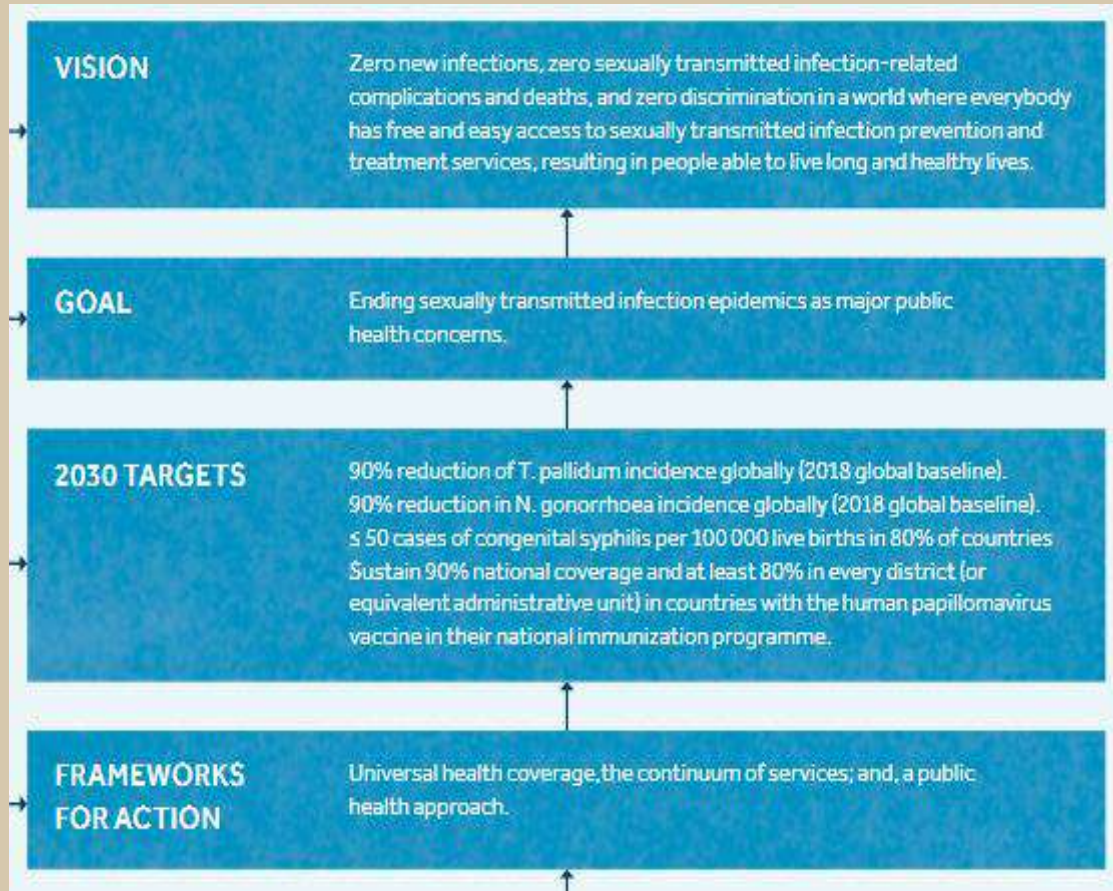 VISION
Zero new infections, zero sexually transmitted infection-related
complications and deaths, and zero discrimination in a world where everybody
has free and easy access to sexually transmitted infection prevention and
treatment services, resulting in people able to live long and healthy lives.
GOAL
Ending sexually transmitted infection epidemics as major public
health concerns.
2030 TARGETS
90% reduction of T. pallidum incidence globally (2018 global baseline).
90% reduction in N. gonorrhoea incidence globally (2018 global baseline).
≤ 50 cases of congenital syphilis per 100 000 live births in 80% of countries
Sustain 90% national coverage and at least 80% in every district (or
equivalent administrative unit) in countries with the human papillomavirus
vaccine in their national immunization programme.
FRAMEWORKS
FOR ACTION
Universal health coverage,the continuum of services; and, a public
health approach.